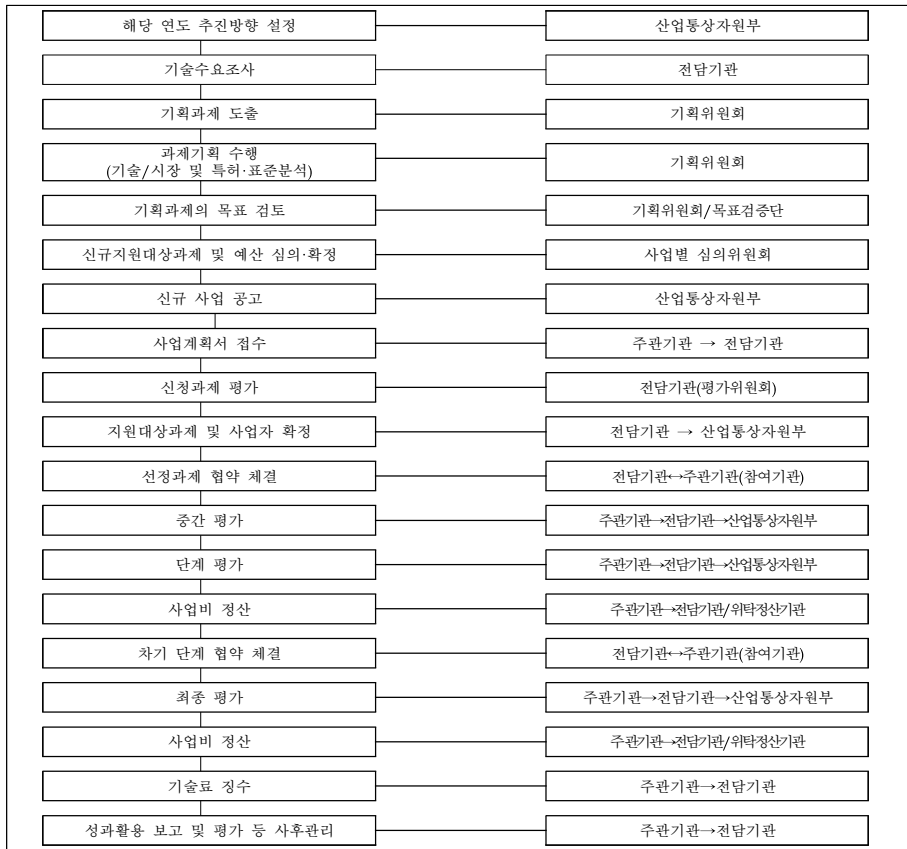 해당 연도 추진방향 설정
산업통상자원부
기술수요조사
전담기관
기획과제 도출
기획위원회
과제기획 수행
(기술/시장 및 특허·표준분석)
기획위원회
기획과제의 목표 검토
기획위원회/목표검증단
신규지원대상과제 및 예산 심의·확정
사업별 심의위원회
신규 사업 공고
산업통상자원부
사업계획서 접수
주관기관 → 전담기관
신청과제 평가
전담기관(평가위원회)
지원대상과제 및 사업자 확정
전담기관 → 산업통상자원부
선정과제 협약 체결
전담기관↔주관기관(참여기관)
중간 평가
주관기관→전담기관→산업통상자원부
단계 평가
주관기관→전담기관→산업통상자원부
사업비 정산
주관기관→전담기관/위탁정산기관
차기 단계 협약 체결
전담기관↔주관기관(참여기관)
최종 평가
주관기관→전담기관→산업통상자원부
사업비 정산
주관기관→전담기관/위탁정산기관
기술료 징수
주관기관→전담기관
성과활용 보고 및 평가 등 사후관리
주관기관→전담기관